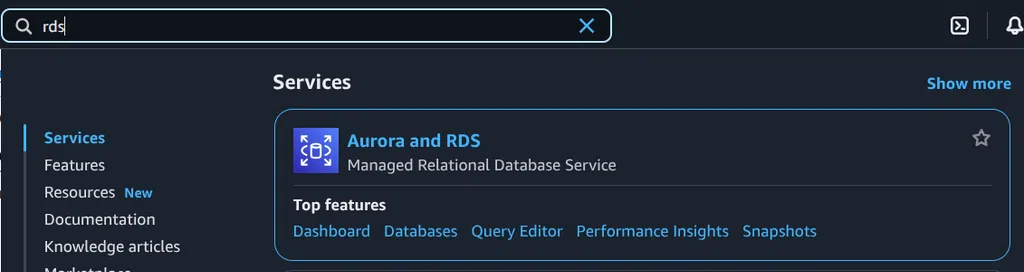 rds
Services
Show more
Services
Features
Resources New
Documentation
Knowledge articles
Marketplace
Aurora and RDS
Managed Relational Database Service
Top features
Dashboard Databases Query Editor Performance Insights Snapshots